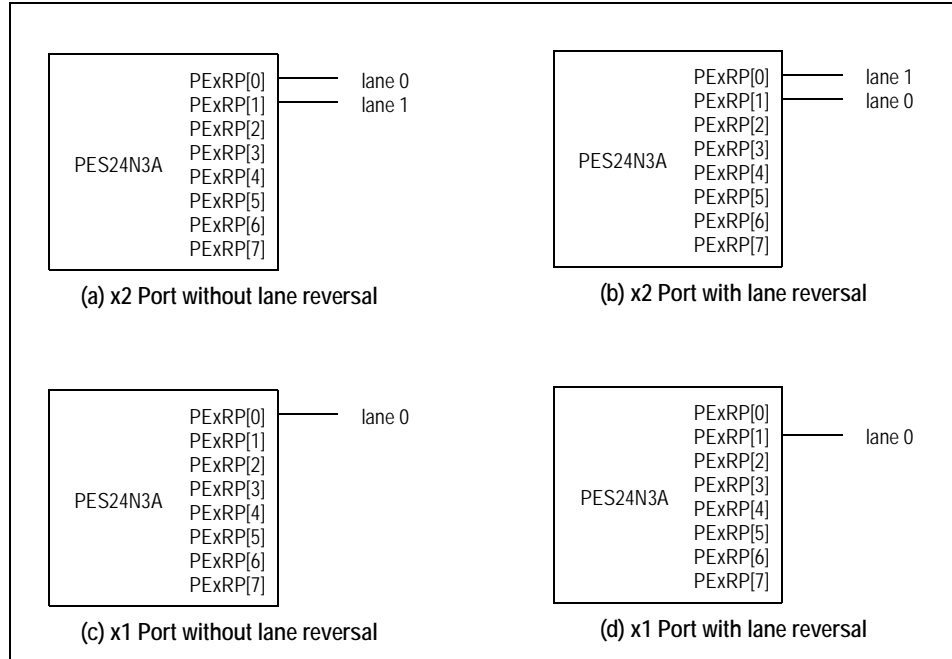 PES24N3A
PExRP[0]
PExRP[1]
PExRP[2]
PExRP[3]
PExRP[4]
PExRP[5]
PExRP[6]
PExRP[7]
lane 0
lane 1
(a) x2 Port without lane reversal
PES24N3A
PExRP[0]
PExRP[1]
PExRP[2]
PExRP[3]
PExRP[4]
PExRP[5]
PExRP[6]
PExRP[7]
lane 1
lane 0
(b) x2 Port with lane reversal
PES24N3A
PExRP[0]
PExRP[1]
PExRP[2]
PExRP[3]
PExRP[4]
PExRP[5]
PExRP[6]
PExRP[7]
lane 0
(c) x1 Port without lane reversal
PES24N3A
PExRP[0]
PExRP[1]
PExRP[2]
PExRP[3]
PExRP[4]
PExRP[5]
PExRP[6]
PExRP[7]
lane 0
(d) x1 Port with lane reversal